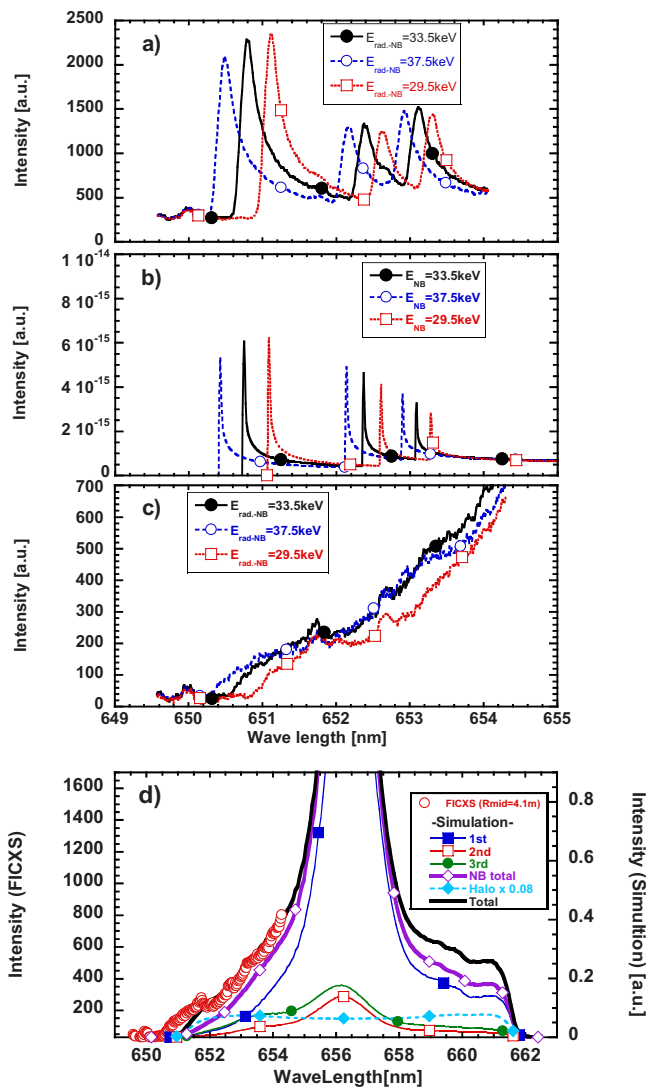 a)
E rad.-NB=33.5keV
E rad-NB=37.5keV
E rad.-NB=29.5keV
Intensity [a.u.]
2500
2000
1500
1000
500
0
b)
E NB=33.5keV
E NB=37.5keV
E NB=29.5keV
Intensity [a.u.]
1 10-14
8 10-15
6 10-15
4 10-15
2 10-15
0
c)
E rad.-NB=33.5keV
E rad-NB=37.5keV
E rad.-NB=29.5keV
Intensity [a.u.]
700
600
500
400
300
200
100
0
649 650 651 652 653 654 655
Wave length [nm]
d)
FICXS (Rmid=4.1m)
-Simulation-
1st
2nd
3rd
NB total
Halo x 0.08
Total
Intensity (FICXS)
1600
1400
1200
1000
800
600
400
200
Intensity (Simultion) [a.u.]
0.8
0.6
0.4
0.2
0
650 652 654 656 658 660 662
WaveLength[nm]